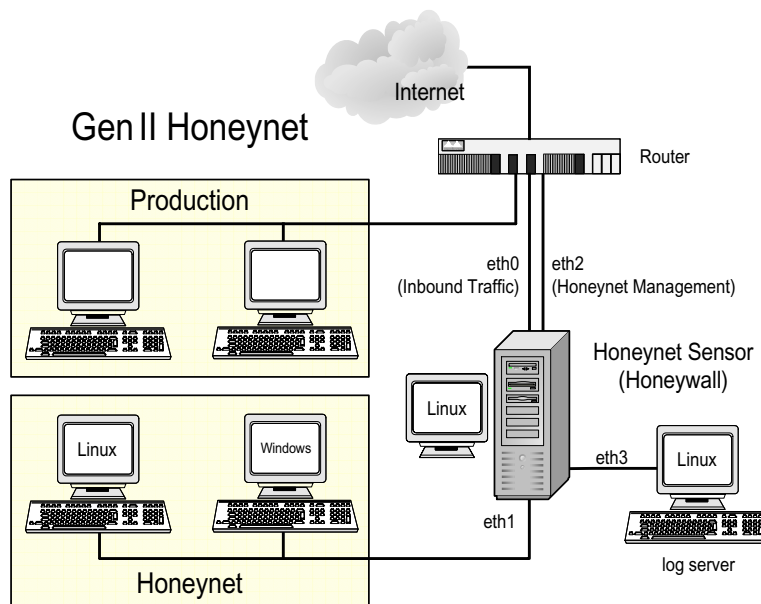 Internet
Gen II Honeynet
Router
Production
eth0
(Inbound Traffic)
eth2
(Honeynet Management)
Honeynet Sensor
(Honeywall)
Linux
Linux
Windows
eth3
Linux
eth1
log server
Honeynet